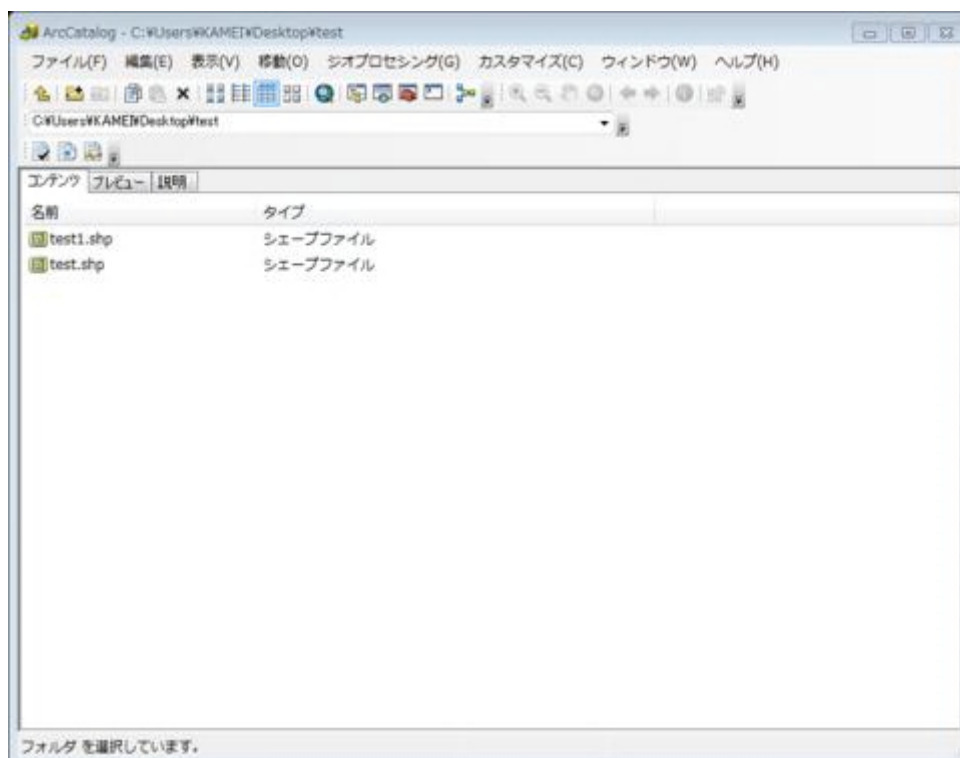 ArcCatalog - C:¥Users¥KAMEI¥Desktop¥test
ファイル(F) 編集(E) 表示(V) 移動(O) ジオプロセシング(G) カスタマイズ(C) ウィンドウ(W) ヘルプ(H)
C:¥Users¥KAMEI¥Desktop¥test
コンテンツ プレビュー 説明
名前 タイプ
test1.shp シェープファイル
test.shp シェープファイル
フォルダ を選択しています。